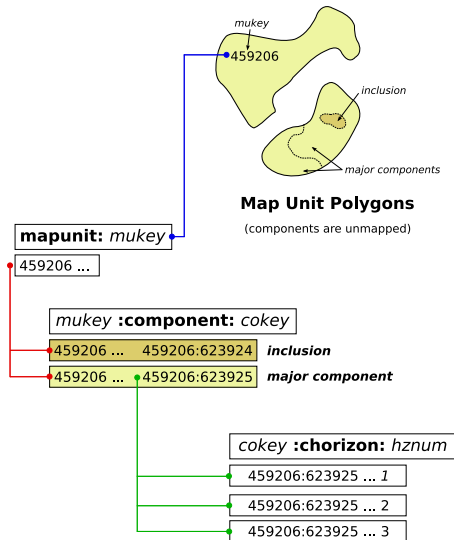 mukey
459206
inclusion
major components
Map Unit Polygons
(components are unmapped)
mapunit: mukey
459206 ...
mukey :component: cokey
459206 ... 459206:623924 inclusion
459206 ... 459206:623925 major component
cokey :chorizon: hznum
459206:623925 ... 1
459206:623925 ... 2
459206:623925 ... 3